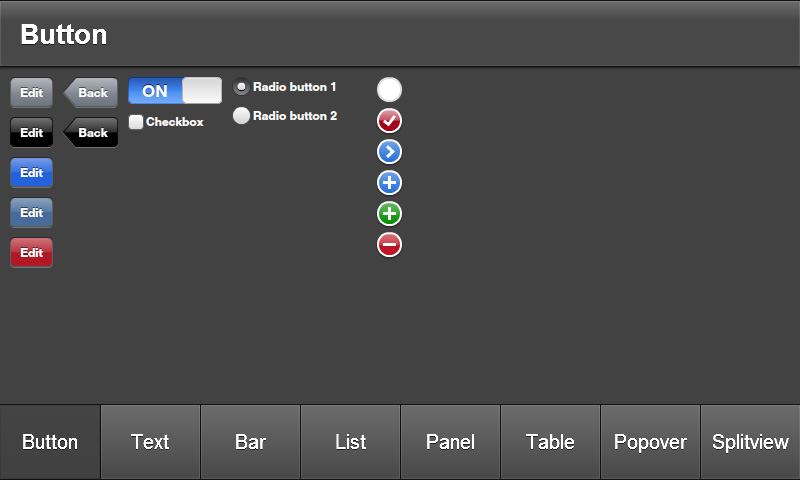 Button
Edit Back ON Radio button 1
Edit Back Checkbox Radio button 2
Edit
Edit
Edit
Button Text Bar List Panel Table Popover Splitview